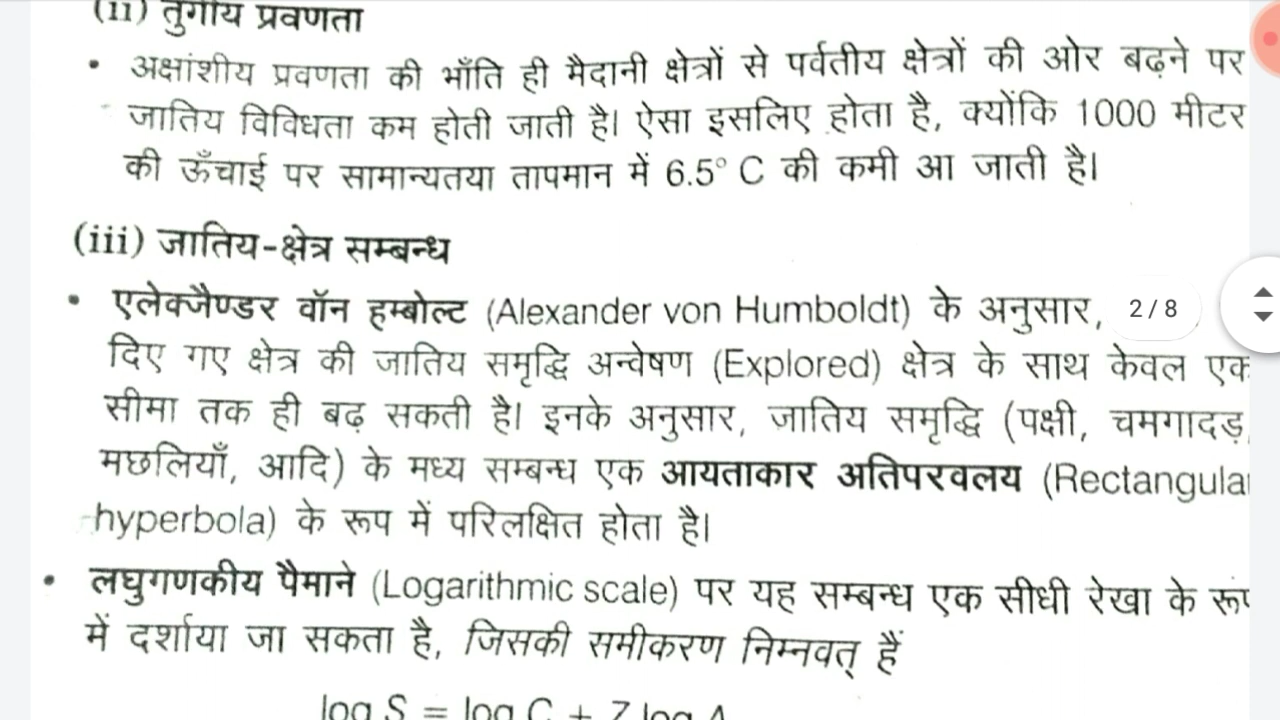 (ii) तुंगीय प्रवणता
• अक्षांशीय प्रवणता की भाँति ही मैदानी क्षेत्रों से पर्वतीय क्षेत्रों की ओर बढ़ने पर
जातिय विविधता कम होती जाती है। ऐसा इसलिए होता है, क्योंकि 1000 मीटर
की ऊँचाई पर सामान्यतया तापमान में 6.5° C की कमी आ जाती है।
(iii) जातिय-क्षेत्र सम्बन्ध
• एलेक्जैण्डर वॉन हम्बोल्ट (Alexander von Humboldt) के अनुसार,
2/8
दिए गए क्षेत्र की जातिय समृद्धि अन्वेषण (Explored) क्षेत्र के साथ केवल एक
सीमा तक ही बढ़ सकती है। इनके अनुसार, जातिय समृद्धि (पक्षी, चमगादड़,
मछलियाँ, आदि) के मध्य सम्बन्ध एक आयताकार अतिपरवलय (Rectangular
hyperbola) के रूप में परिलक्षित होता है।
• लघुगणकीय पैमाने (Logarithmic scale) पर यह सम्बन्ध एक सीधी रेखा के रूप
में दर्शाया जा सकता है, जिसकी समीकरण निम्नवत् हैं
log S = log C + Z log A